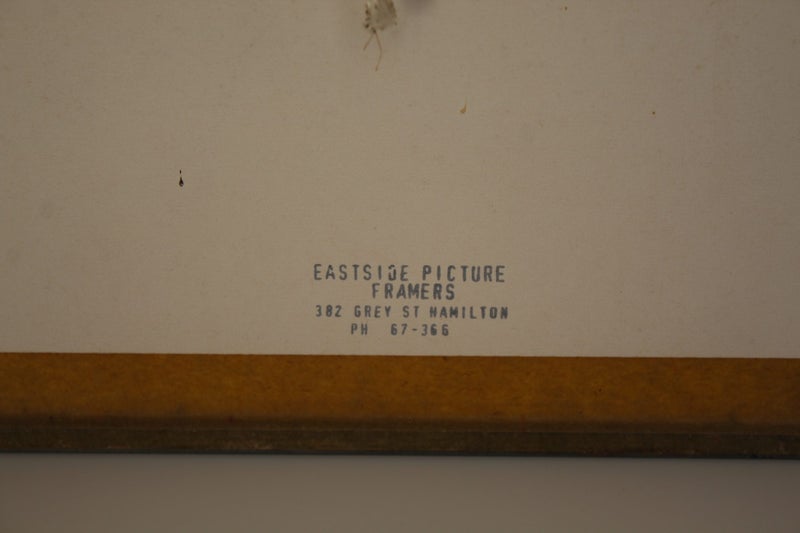 EASTSIDE PICTURE
FRAMERS
382 GREY ST HAMILTON
PH 67-366